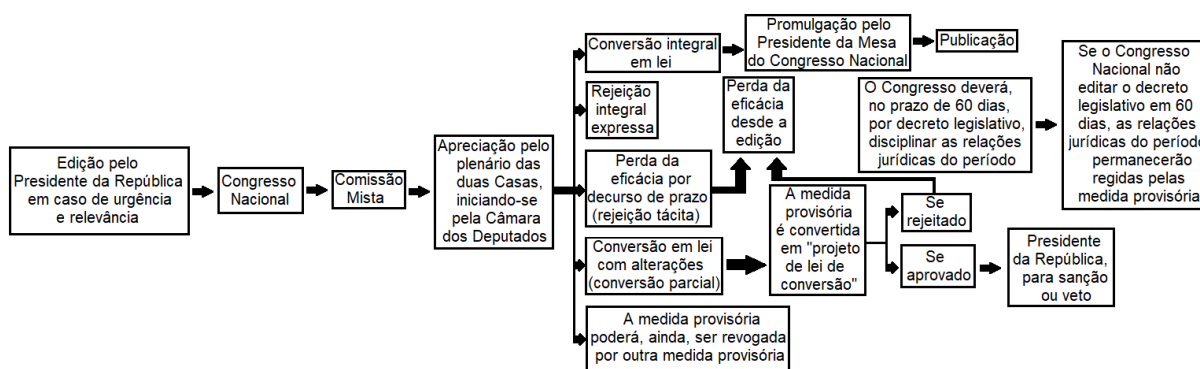 Edição pelo
Presidente da República
em caso de urgência
e relevância
Congresso
Nacional
Comissão
Mista
Apreciação pelo
plenário das
duas Casas,
iniciando-se
pela Câmara
dos Deputados
Conversão integral
em lei
Promulgação pelo
Presidente da Mesa
do Congresso Nacional
Publicação
Rejeição
integral
expressa
Perda da
eficácia
desde a
edição
O Congresso deverá,
no prazo de 60 dias,
por decreto legislativo,
disciplinar as relações
jurídicas do período
Se o Congresso
Nacional não
editar o decreto
legislativo em 60
dias, as relações
jurídicas do período
permanecerão
regidas pelas
medida provisória
Perda da
eficácia por
decurso de prazo
(rejeição tácita)
Conversão em lei
com alterações
(conversão parcial)
A medida
provisória
é convertida
em "projeto
de lei de
conversão"
Se
rejeitado
Se
aprovado
Presidente
da República,
para sanção
ou veto
A medida provisória
poderá, ainda, ser revogada
por outra medida provisória